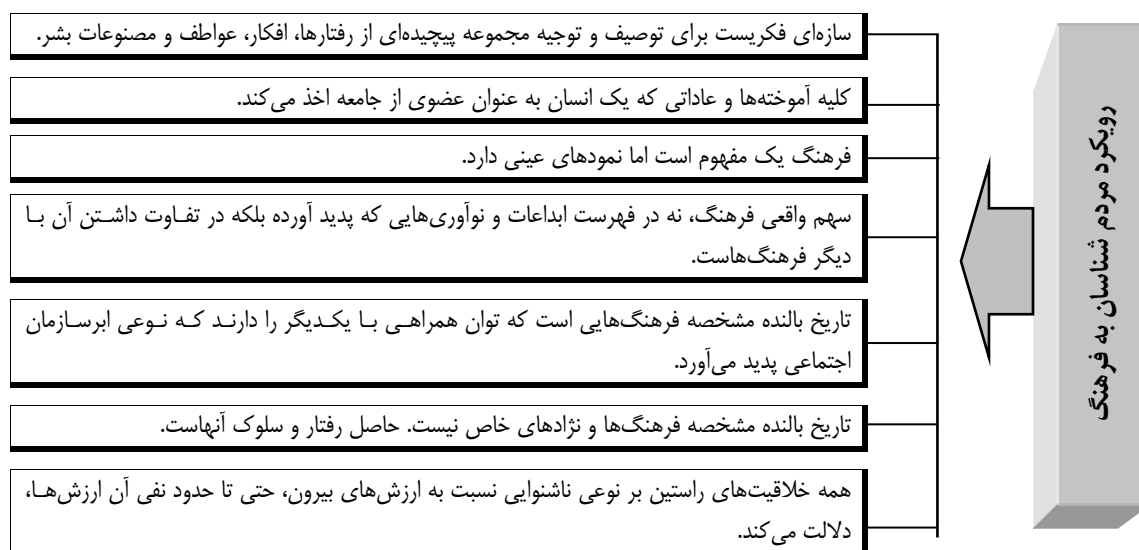 رویکرد مردم شناسان به فرهنگ
سازه‌ای فکریست برای توصیف و توجیه مجموعه پیچیده‌ای از رفتارها، افکار، عواطف و مصنوعات بشر.
کلیه آموخته‌ها و عاداتی که یک انسان به عنوان عضوی از جامعه اخذ می‌کند.
فرهنگ یک مفهوم است اما نمودهای عینی دارد.
سهم واقعی فرهنگ، نه در فهرست ابداعات و نوآوری‌هایی که پدید آورده بلکه در تفاوت داشتن آن با
دیگر فرهنگ‌هاست.
تاریخ بالنده مشخصه فرهنگ‌هایی است که توان همراهی با یکدیگر را دارند که نوعی ابرسازمان
اجتماعی پدید می‌آورد.
تاریخ بالنده مشخصه فرهنگ‌ها و نژادهای خاص نیست. حاصل رفتار و سلوک آنهاست.
همه خلاقیت‌های راستین بر نوعی ناشنوایی نسبت به ارزش‌های بیرون، حتی تا حدود نفی آن ارزش‌ها،
دلالت می‌کند.